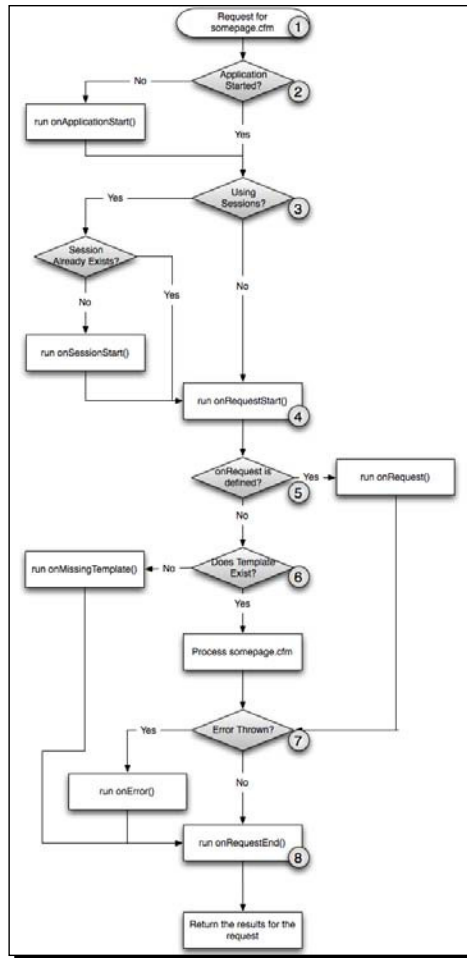 Request for
somepage.cfm
1
No
Application
Started?
2
run onApplicationStart()
Yes
Yes
Using
Sessions?
3
Session
Already Exists?
Yes
No
No
run onSessionStart()
run onRequestStart()
4
onRequest is
defined?
5
Yes
run onRequest()
No
run onMissingTemplate()
No
Does Template
Exist?
6
Yes
Process somepage.cfm
Yes
Error Thrown?
7
No
run onError()
run onRequestEnd()
8
Return the results for the
request